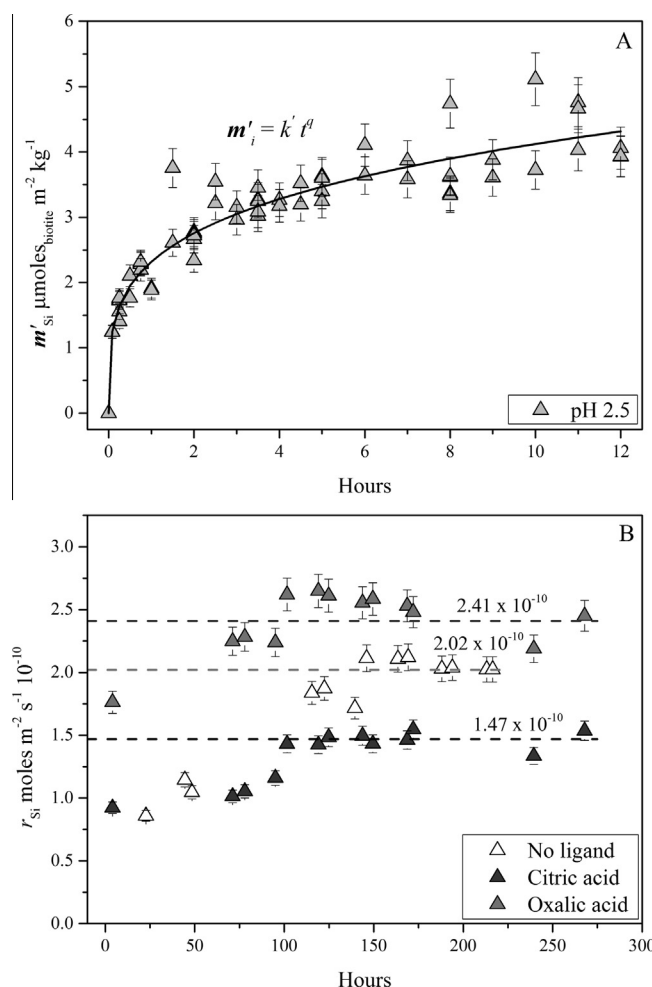 A
m′i = k′ tq
m′Si µmolesbiotite m-2 kg-1
6
5
4
3
2
1
0
pH 2.5
0 2 4 6 8 10 12
Hours
B
rSi moles m-2 s-1 10-10
3.0
2.5
2.0
1.5
1.0
0.5
0.0
2.41 x 10-10
2.02 x 10-10
1.47 x 10-10
No ligand
Citric acid
Oxalic acid
0 50 100 150 200 250 300
Hours